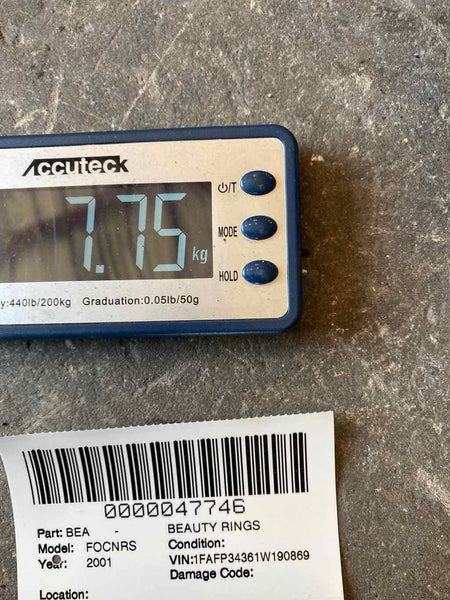 Accuteck
⏻/T
7.75 kg
MODE
HOLD
y:440lb/200kg Graduation:0.05lb/50g
0000047746
Part: BEA - BEAUTY RINGS
Model: FOCNRS Condition:
Year: 2001 VIN:1FAFP34361W190869
Damage Code:
Location: